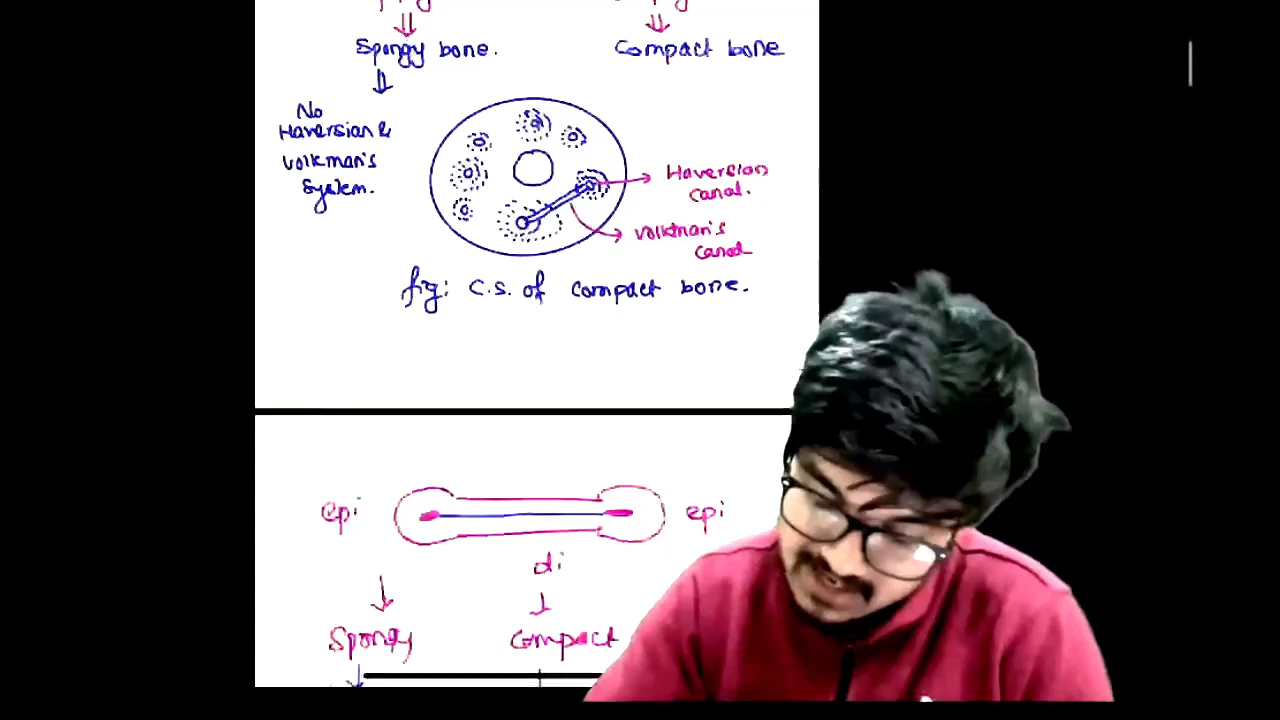 Spongy bone.
Compact bone
No
Haversian &
Volkman's
System.
Haversion
canal.
Volkman's
canal
fig: C.S. of compact bone.
epi
epi
di
Spongy
Compact